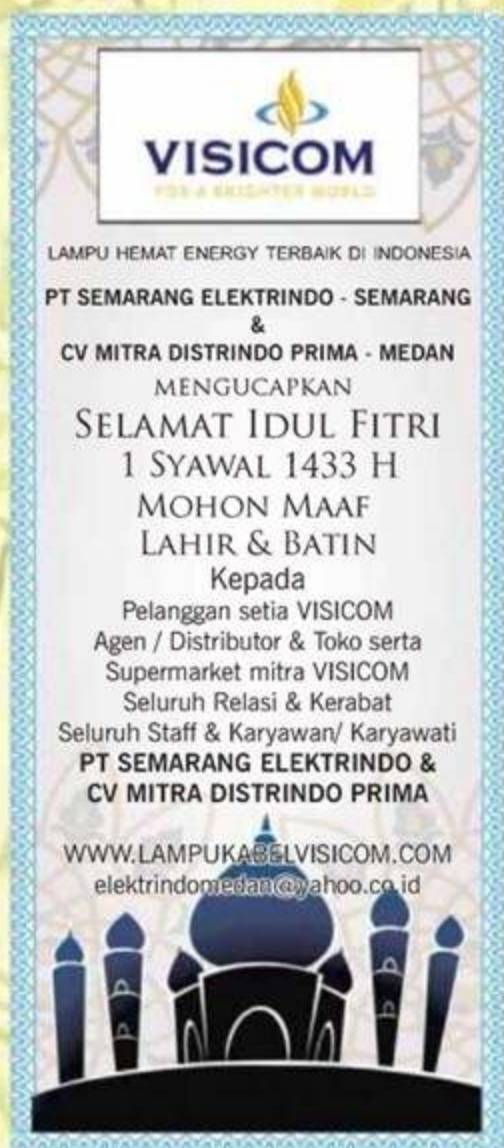 VISICOM
FOR A BRIGHTER WORLD
LAMPU HEMAT ENERGY TERBAIK DI INDONESIA
PT SEMARANG ELEKTRINDO - SEMARANG
&
CV MITRA DISTRINDO PRIMA - MEDAN
MENGUCAPKAN
SELAMAT IDUL FITRI
1 SYAWAL 1433 H
MOHON MAAF
LAHIR & BATIN
Kepada
Pelanggan setia VISICOM
Agen / Distributor & Toko serta
Supermarket mitra VISICOM
Seluruh Relasi & Kerabat
Seluruh Staff & Karyawan/ Karyawati
PT SEMARANG ELEKTRINDO &
CV MITRA DISTRINDO PRIMA
WWW.LAMPUKABELVISICOM.COM
elektrindomedan@yahoo.co.id